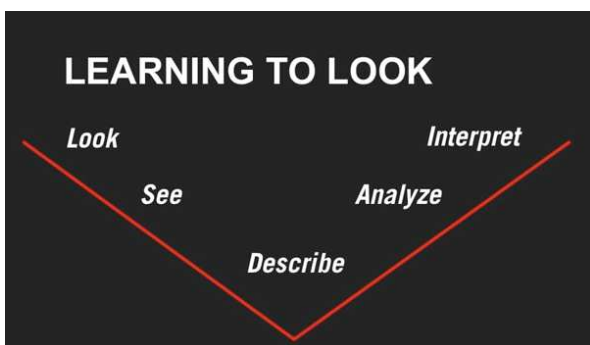 LEARNING TO LOOK
Look
See
Describe
Analyze
Interpret